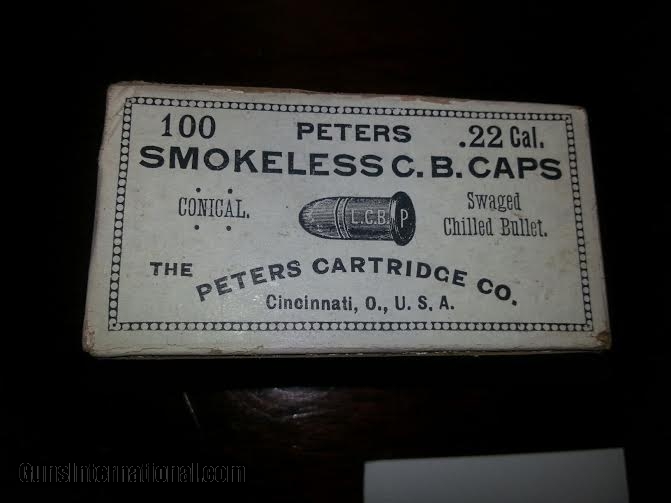 100 PETERS .22 Cal.
SMOKELESS C. B. CAPS
CONICAL.
L.C.B. P
Swaged
Chilled Bullet.
THE PETERS CARTRIDGE CO.
Cincinnati, O., U. S. A.
GunsInternational.com